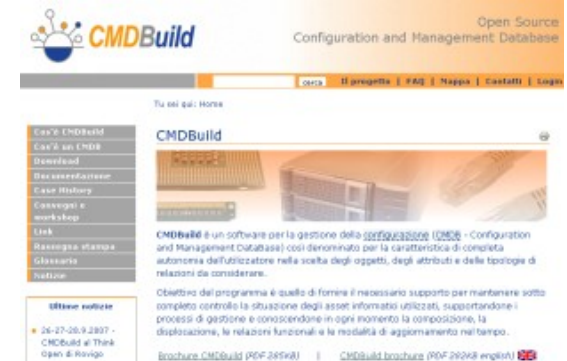 CMDBuild
Open Source
Configuration and Management Database
cerca
Il progetto | FAQ | Mappa | Contatti | Login
Tu sei qui: Home
Cos'è CMDBuild
Cos'è un CMDB
Download
Documentazione
Case History
Convegni e
workshop
Link
Rassegna stampa
Glossario
Notizie
Ultime notizie
26-27-28.9.2007 -
CMDBuild al Think
Open di Rovigo
CMDBuild
CMDBuild è un software per la gestione della configurazione (CMDB - Configuration
and Management DataBase) così denominato per la caratteristica di completa
autonomia dell'utilizzatore nella scelta degli oggetti, degli attributi e delle tipologie di
relazioni da considerare.
Obiettivo del programma è quello di fornire il necessario supporto per mantenere sotto
completo controllo la situazione degli asset informatici utilizzati, supportandone i
processi di gestione e conoscendone in ogni momento la composizione, la
dislocazione, le relazioni funzionali e le modalità di aggiornamento nel tempo.
Brochure CMDBuild (PDF 285KB) | CMDBuild brochure (PDF 292KB english)